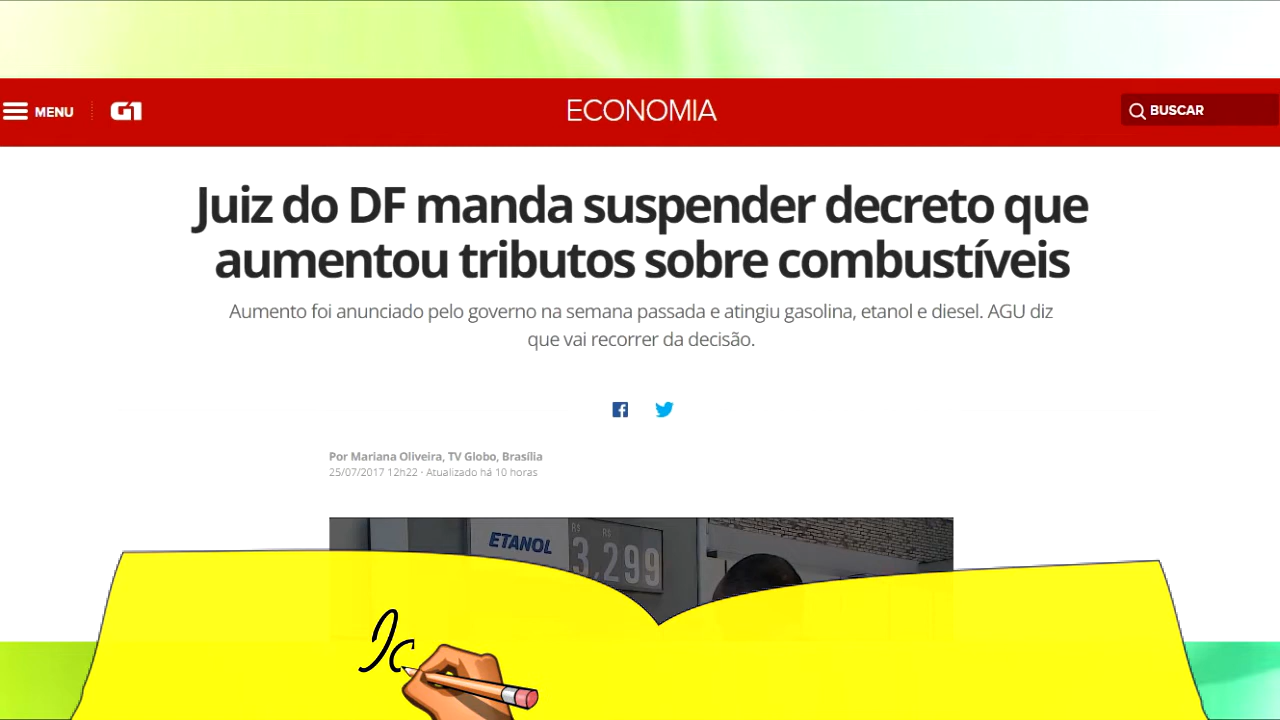 MENU
G1
ECONOMIA
BUSCAR
Juiz do DF manda suspender decreto que
aumentou tributos sobre combustíveis
Aumento foi anunciado pelo governo na semana passada e atingiu gasolina, etanol e diesel. AGU diz
que vai recorrer da decisão.
Por Mariana Oliveira, TV Globo, Brasília
25/07/2017 12h22 · Atualizado há 10 horas
ETANOL
R$ R$
3,299